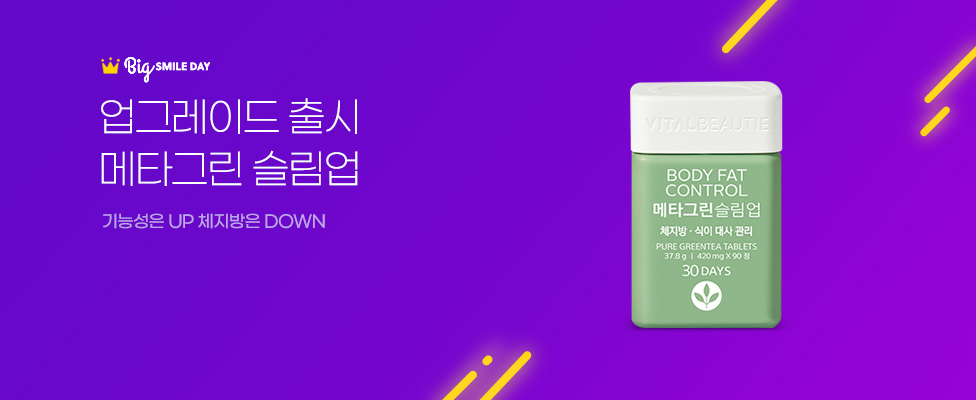 Big SMILE DAY
업그레이드 출시
메타그린 슬림업
기능성은 UP 체지방은 DOWN
VITALBEAUTIE
BODY FAT
CONTROL
메타그린슬림업
체지방 · 식이 대사 관리
PURE GREENTEA TABLETS
37.8 g | 420 mg X 90 정
30 DAYS